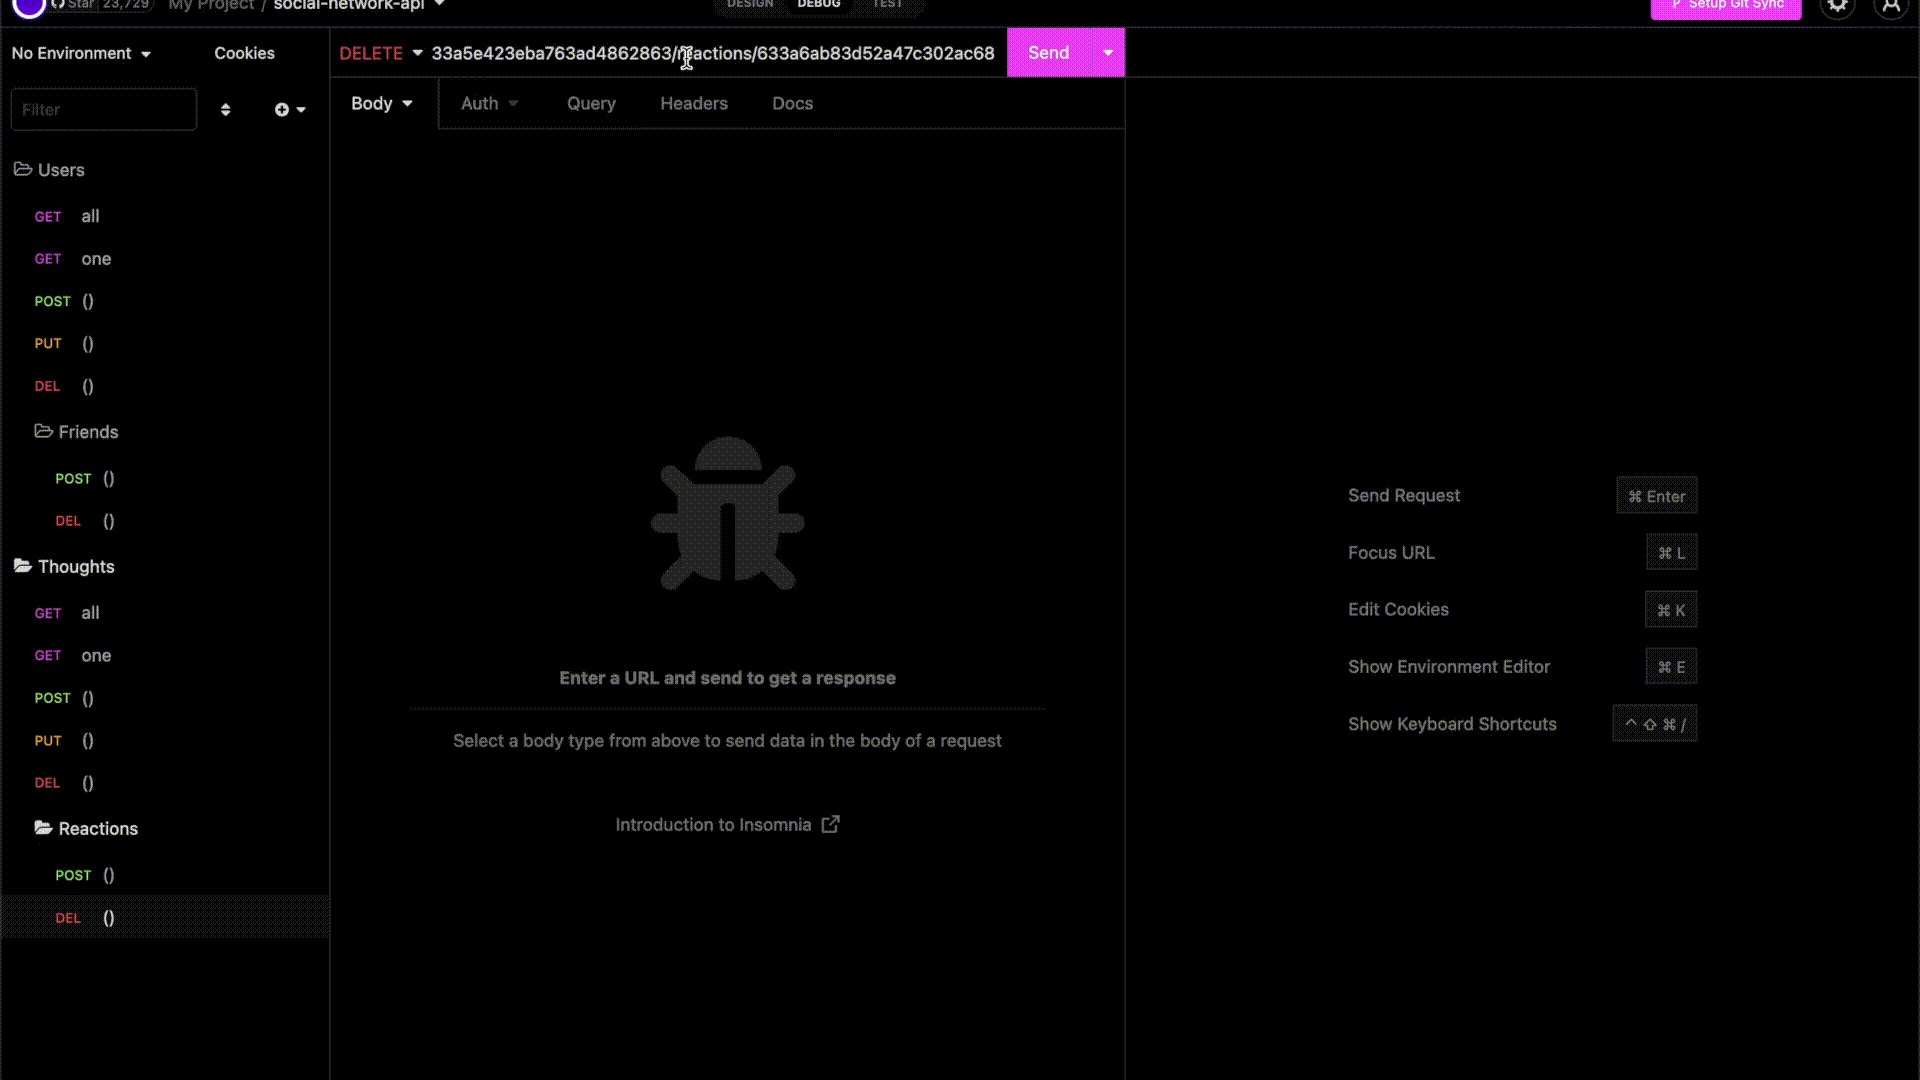 Star 23,729 My Project / social-network-api DESIGN DEBUG TEST Setup Git Sync
No Environment Cookies
DELETE 33a5e423eba763ad4862863/reactions/633a6ab83d52a47c302ac68 Send
Filter
Body Auth Query Headers Docs
Users
GET all
GET one
POST ()
PUT ()
DEL ()
Friends
POST ()
DEL ()
Thoughts
GET all
GET one
POST ()
PUT ()
DEL ()
Reactions
POST ()
DEL ()
Enter a URL and send to get a response
Select a body type from above to send data in the body of a request
Introduction to Insomnia
Send Request ⌘ Enter
Focus URL ⌘ L
Edit Cookies ⌘ K
Show Environment Editor ⌘ E
Show Keyboard Shortcuts ⌃ ⇧ ⌘ /